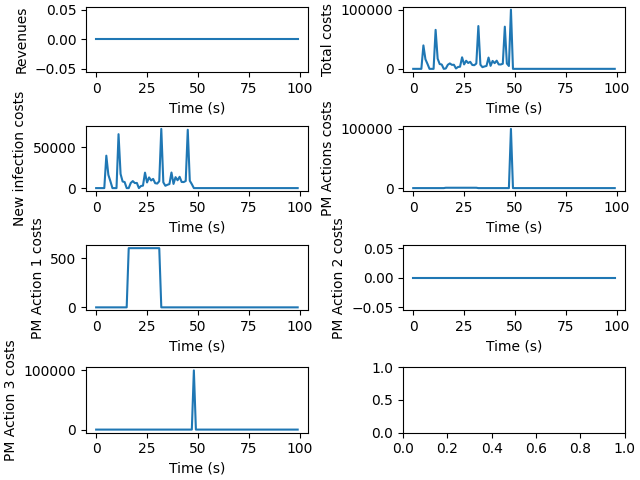 Revenues
0.05
0.00
−0.05
0 25 50 75 100
Time (s)
Total costs
100000
0
0 25 50 75 100
Time (s)
New infection costs
50000
0
0 25 50 75 100
Time (s)
PM Actions costs
100000
0
0 25 50 75 100
Time (s)
PM Action 1 costs
500
0
0 25 50 75 100
Time (s)
PM Action 2 costs
0.05
0.00
−0.05
0 25 50 75 100
Time (s)
PM Action 3 costs
100000
0
0 25 50 75 100
Time (s)
1.0
0.5
0.0
0.0 0.2 0.4 0.6 0.8 1.0